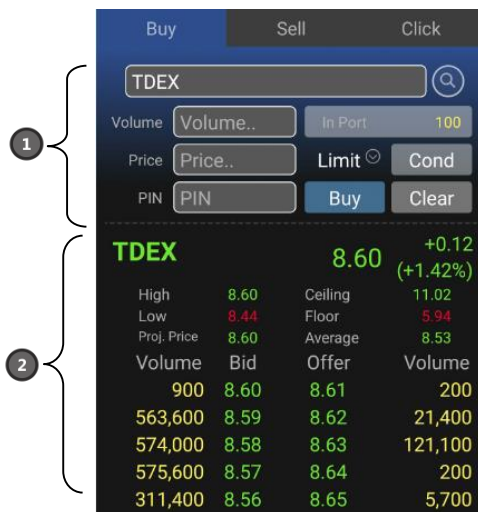 Buy Sell Click
TDEX
Volume Volume.. In Port 100
1
Price Price.. Limit Cond
PIN PIN Buy Clear
TDEX 8.60 +0.12
(+1.42%)
High 8.60 Ceiling 11.02
Low 8.44 Floor 5.94
Proj. Price 8.60 Average 8.53
2
Volume Bid Offer Volume
900 8.60 8.61 200
563,600 8.59 8.62 21,400
574,000 8.58 8.63 121,100
575,600 8.57 8.64 200
311,400 8.56 8.65 5,700